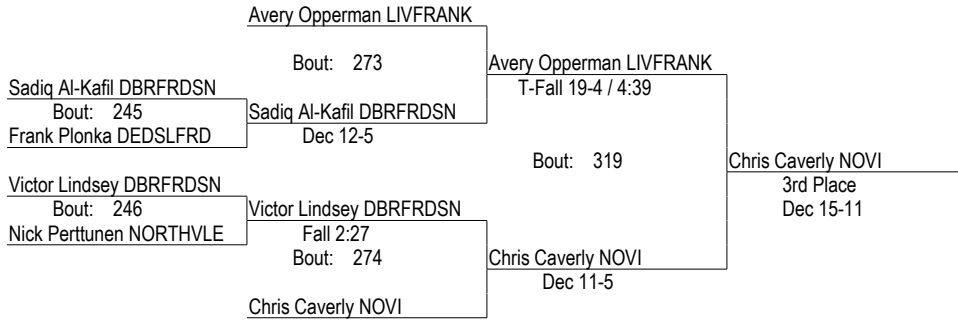 Avery Opperman LIVFRANK
Bout: 273
Avery Opperman LIVFRANK
Sadiq Al-Kafil DBRFRDSN
T-Fall 19-4 / 4:39
Bout: 245
Sadiq Al-Kafil DBRFRDSN
Frank Plonka DEDSLFRD
Dec 12-5
Bout: 319
Chris Caverly NOVI
Victor Lindsey DBRFRDSN
3rd Place
Bout: 246
Victor Lindsey DBRFRDSN
Dec 15-11
Nick Perttunen NORTHVLE
Fall 2:27
Bout: 274
Chris Caverly NOVI
Dec 11-5
Chris Caverly NOVI